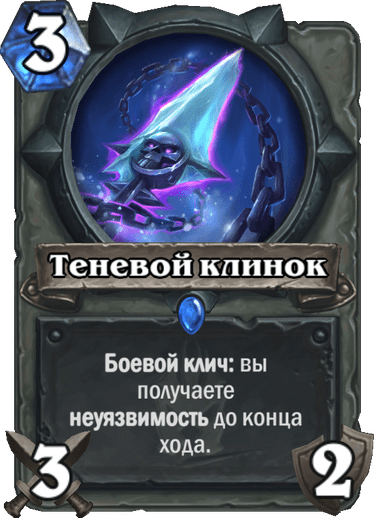 3
Теневой клинок
Боевой клич: вы
получаете
неуязвимость до конца
хода.
3
2